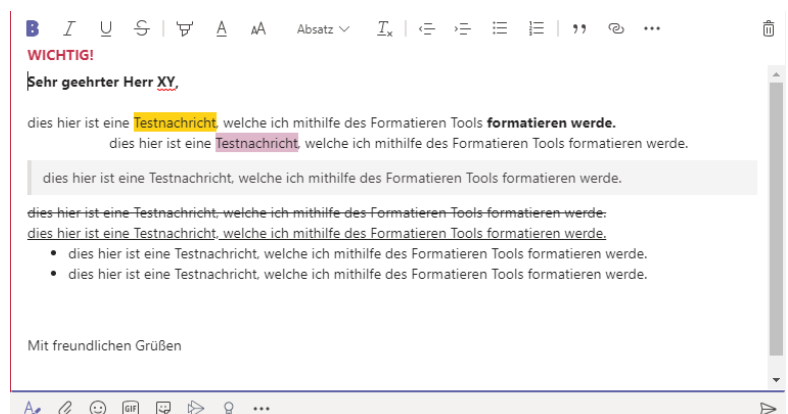 B I U S A AA Absatz Tx
WICHTIG!
Sehr geehrter Herr XY,
dies hier ist eine Testnachricht, welche ich mithilfe des Formatieren Tools formatieren werde.
dies hier ist eine Testnachricht, welche ich mithilfe des Formatieren Tools formatieren werde.
dies hier ist eine Testnachricht, welche ich mithilfe des Formatieren Tools formatieren werde.
dies hier ist eine Testnachricht, welche ich mithilfe des Formatieren Tools formatieren werde.
dies hier ist eine Testnachricht, welche ich mithilfe des Formatieren Tools formatieren werde.
• dies hier ist eine Testnachricht, welche ich mithilfe des Formatieren Tools formatieren werde.
• dies hier ist eine Testnachricht, welche ich mithilfe des Formatieren Tools formatieren werde.
Mit freundlichen Grüßen
A GIF